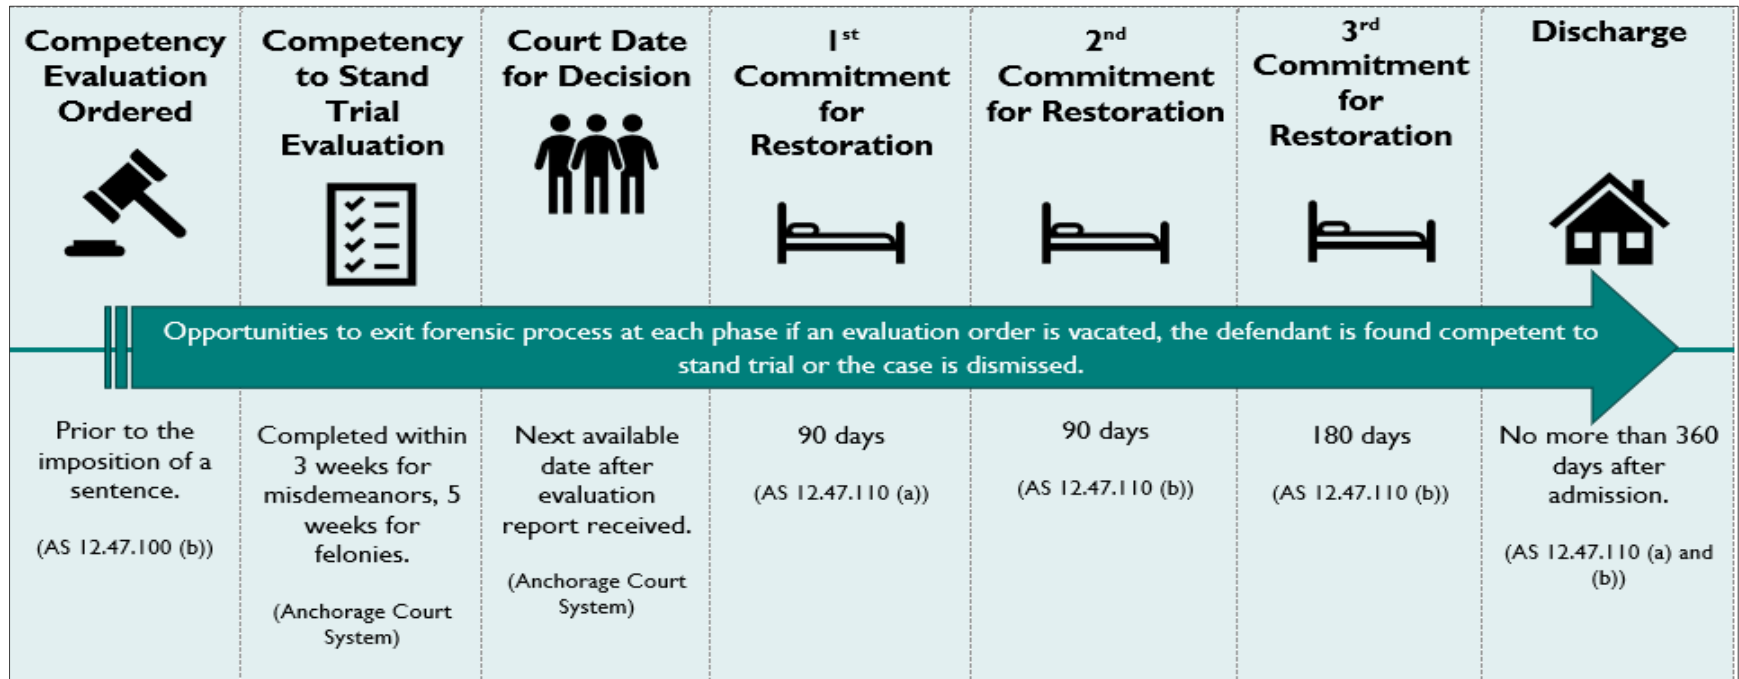 Competency
Evaluation
Ordered
Competency
to Stand
Trial
Evaluation
Court Date
for Decision
1st
Commitment
for
Restoration
2nd
Commitment
for Restoration
3rd
Commitment
for
Restoration
Discharge
Opportunities to exit forensic process at each phase if an evaluation order is vacated, the defendant is found competent to
stand trial or the case is dismissed.
Prior to the
imposition of a
sentence.
(AS 12.47.100 (b))
Completed within
3 weeks for
misdemeanors, 5
weeks for
felonies.
(Anchorage Court
System)
Next available
date after
evaluation
report received.
(Anchorage Court
System)
90 days
(AS 12.47.110 (a))
90 days
(AS 12.47.110 (b))
180 days
(AS 12.47.110 (b))
No more than 360
days after
admission.
(AS 12.47.110 (a) and
(b))